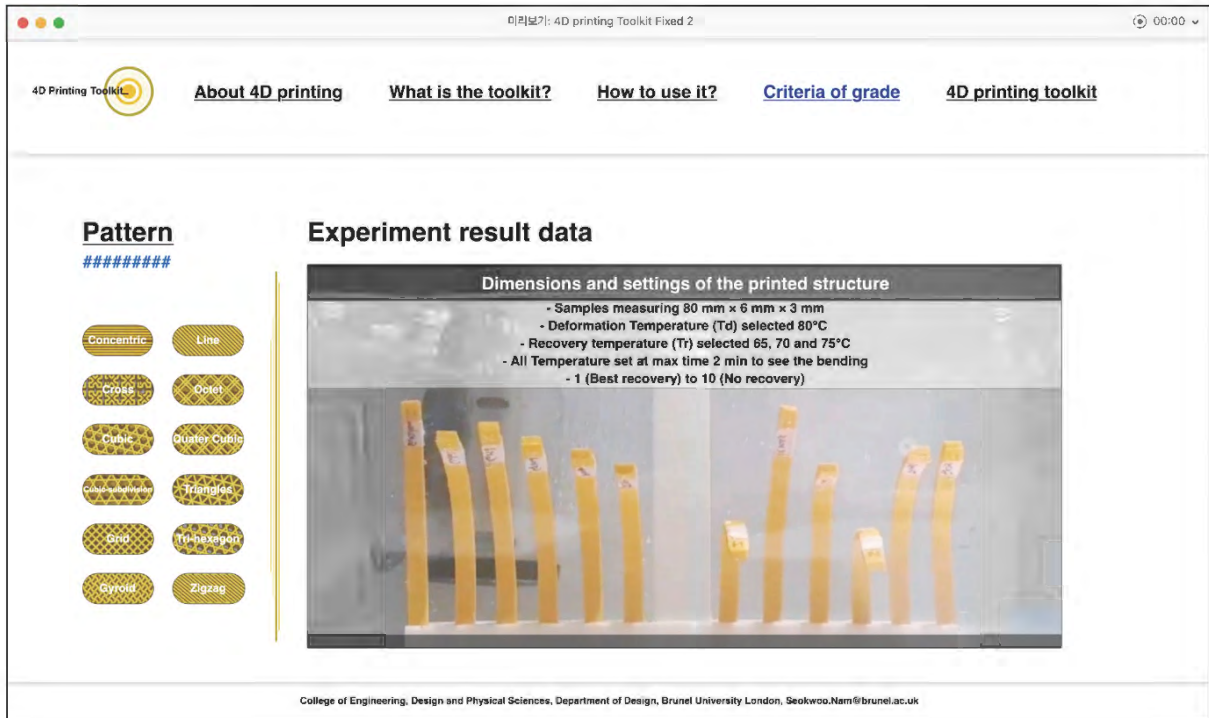 미리보기: 4D printing Toolkit Fixed 2
00:00
4D Printing Toolkit
About 4D printing
What is the toolkit?
How to use it?
Criteria of grade
4D printing toolkit
Pattern
#########
Concentric
Line
Cross
Octet
Cubic
Quater Cubic
Cubic-subdivision
Triangles
Grid
Tri-hexagon
Gyroid
Zigzag
Experiment result data
Dimensions and settings of the printed structure
- Samples measuring 80 mm × 6 mm × 3 mm
- Deformation Temperature (Td) selected 80°C
- Recovery temperature (Tr) selected 65, 70 and 75°C
- All Temperature set at max time 2 min to see the bending
- 1 (Best recovery) to 10 (No recovery)
College of Engineering, Design and Physical Sciences, Department of Design, Brunel University London, Seokwoo.Nam@brunel.ac.uk